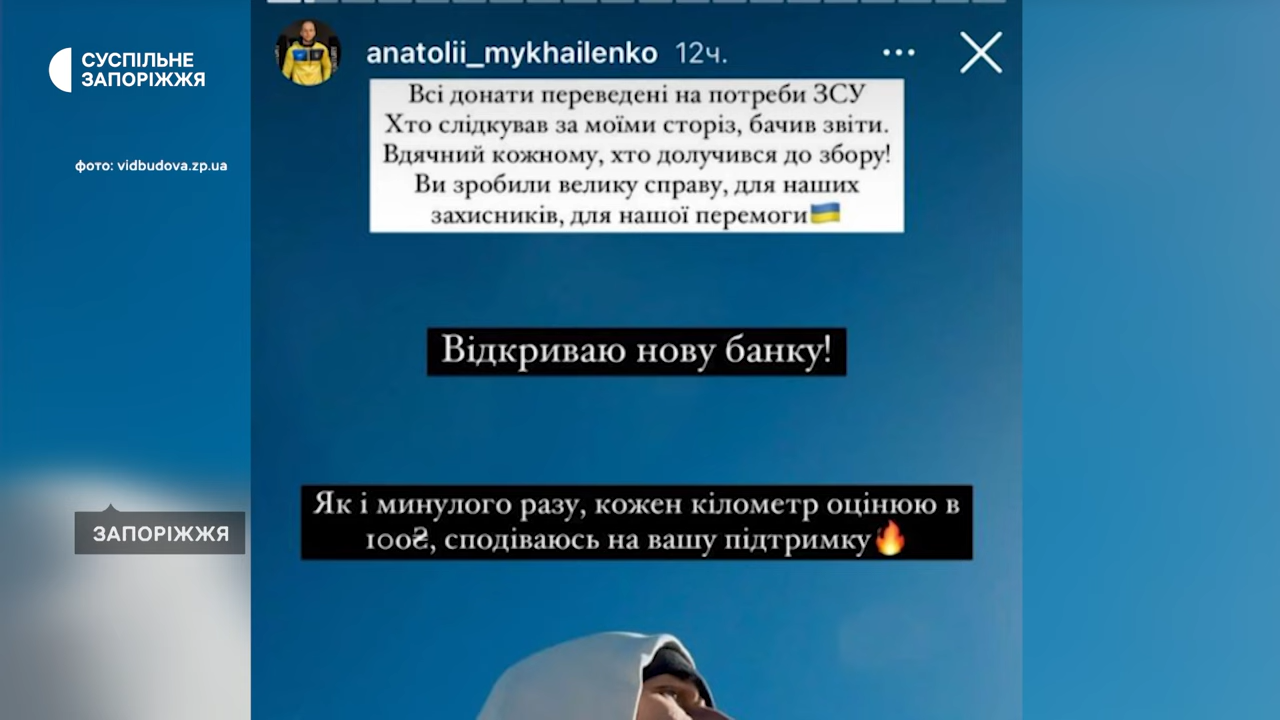 СУСПІЛЬНЕ
ЗАПОРІЖЖЯ
фото: vidbudova.zp.ua
anatolii_mykhailenko 12ч.
Всі донати переведені на потреби ЗСУ
Хто слідкував за моїми сторіз, бачив звіти.
Вдячний кожному, хто долучився до збору!
Ви зробили велику справу, для наших
захисників, для нашої перемоги🇺🇦
Відкриваю нову банку!
Як і минулого разу, кожен кілометр оцінюю в
100₴, сподіваюсь на вашу підтримку🔥
ЗАПОРІЖЖЯ